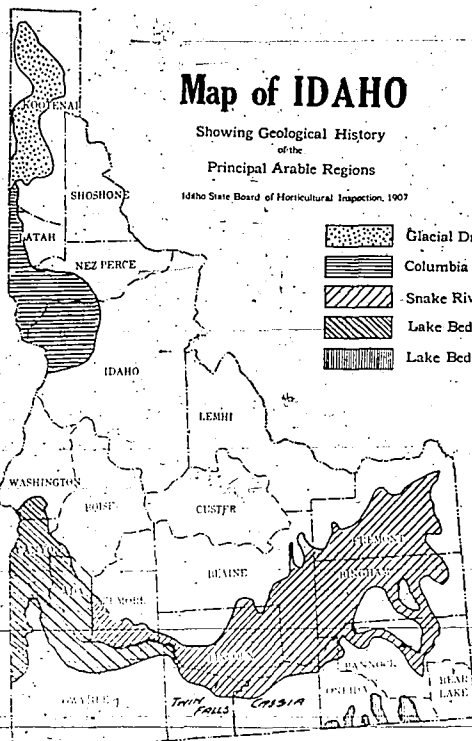 Map of IDAHO
Showing Geological History
of the
Principal Arable Regions
Idaho State Board of Horticultural Inspection, 1907
Glacial
Columbia
Snake
Lake Bed
Lake Bed
KOOTENAI
SHOSHONE
LATAH
NEZ PERCE
IDAHO
LEMHI
WASHINGTON
BOISE
CUSTER
CANYON
ADA
ELMORE
BLAINE
FREMONT
BINGHAM
LINCOLN
BANNOCK
ONEIDA
BEAR
LAKE
OWYHEE
TWIN
FALLS
CASSIA